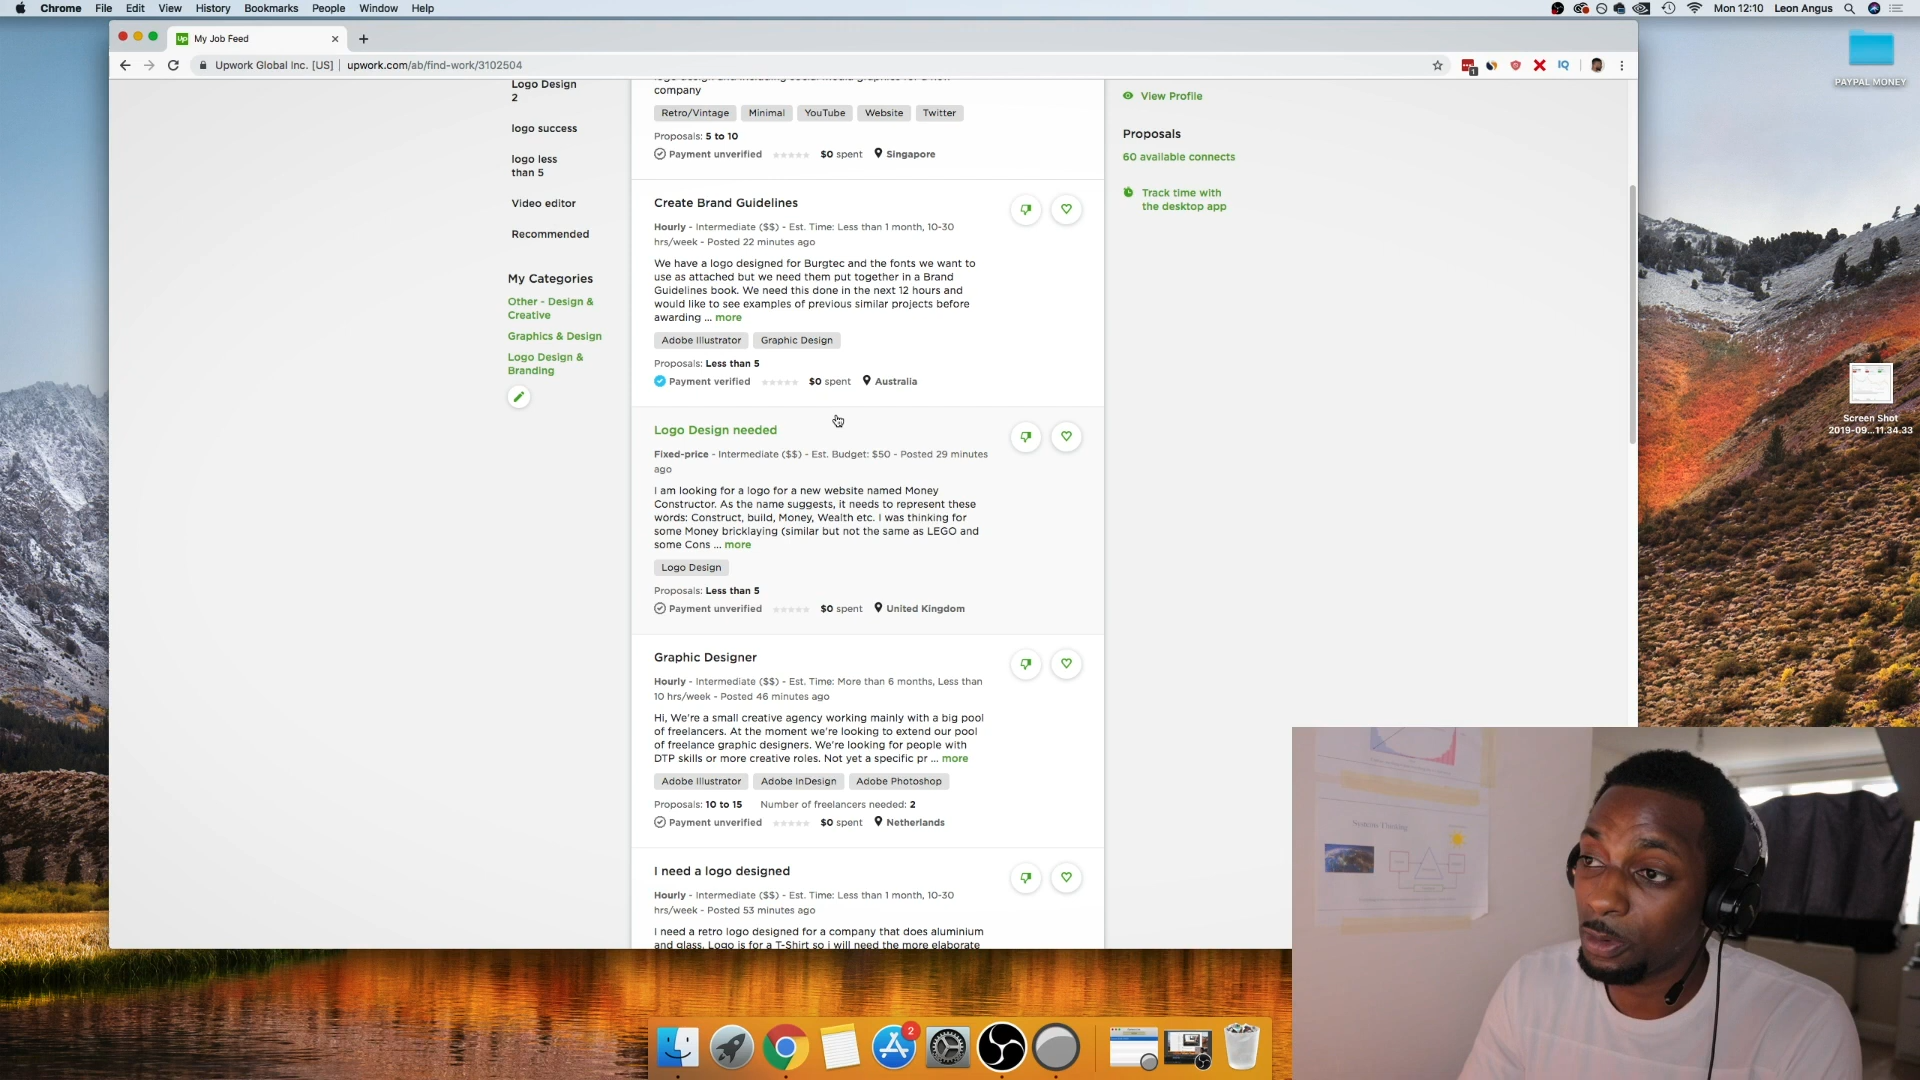 Chrome File Edit View History Bookmarks People Window Help
Mon 12:10 Leon Angus
My Job Feed
Upwork Global Inc. [US] | upwork.com/ab/find-work/3102504
PAYPAL MONEY
Screen Shot
2019-09...11.34.33
Logo Design
2
logo success
logo less
than 5
Video editor
Recommended
My Categories
Other - Design &
Creative
Graphics & Design
Logo Design &
Branding
company
Retro/Vintage Minimal YouTube Website Twitter
Proposals: 5 to 10
Payment unverified $0 spent Singapore
Create Brand Guidelines
Hourly - Intermediate ($$) - Est. Time: Less than 1 month, 10-30
hrs/week - Posted 22 minutes ago
We have a logo designed for Burgtec and the fonts we want to
use as attached but we need them put together in a Brand
Guidelines book. We need this done in the next 12 hours and
would like to see examples of previous similar projects before
awarding ... more
Adobe Illustrator Graphic Design
Proposals: Less than 5
Payment verified $0 spent Australia
Logo Design needed
Fixed-price - Intermediate ($$) - Est. Budget: $50 - Posted 29 minutes
ago
I am looking for a logo for a new website named Money
Constructor. As the name suggests, it needs to represent these
words: Construct, build, Money, Wealth etc. I was thinking for
some Money bricklaying (similar but not the same as LEGO and
some Cons ... more
Logo Design
Proposals: Less than 5
Payment unverified $0 spent United Kingdom
Graphic Designer
Hourly - Intermediate ($$) - Est. Time: More than 6 months, Less than
10 hrs/week - Posted 46 minutes ago
Hi, We're a small creative agency working mainly with a big pool
of freelancers. At the moment we're looking to extend our pool
of freelance graphic designers. We're looking for people with
DTP skills or more creative roles. Not yet a specific pr ... more
Adobe Illustrator Adobe InDesign Adobe Photoshop
Proposals: 10 to 15 Number of freelancers needed: 2
Payment unverified $0 spent Netherlands
I need a logo designed
Hourly - Intermediate ($$) - Est. Time: Less than 1 month, 10-30
hrs/week - Posted 53 minutes ago
I need a retro logo designed for a company that does aluminium
and glass. Logo is for a T-Shirt so i will need the more elaborate
View Profile
Proposals
60 available connects
Track time with
the desktop app
Systems Thinking
2